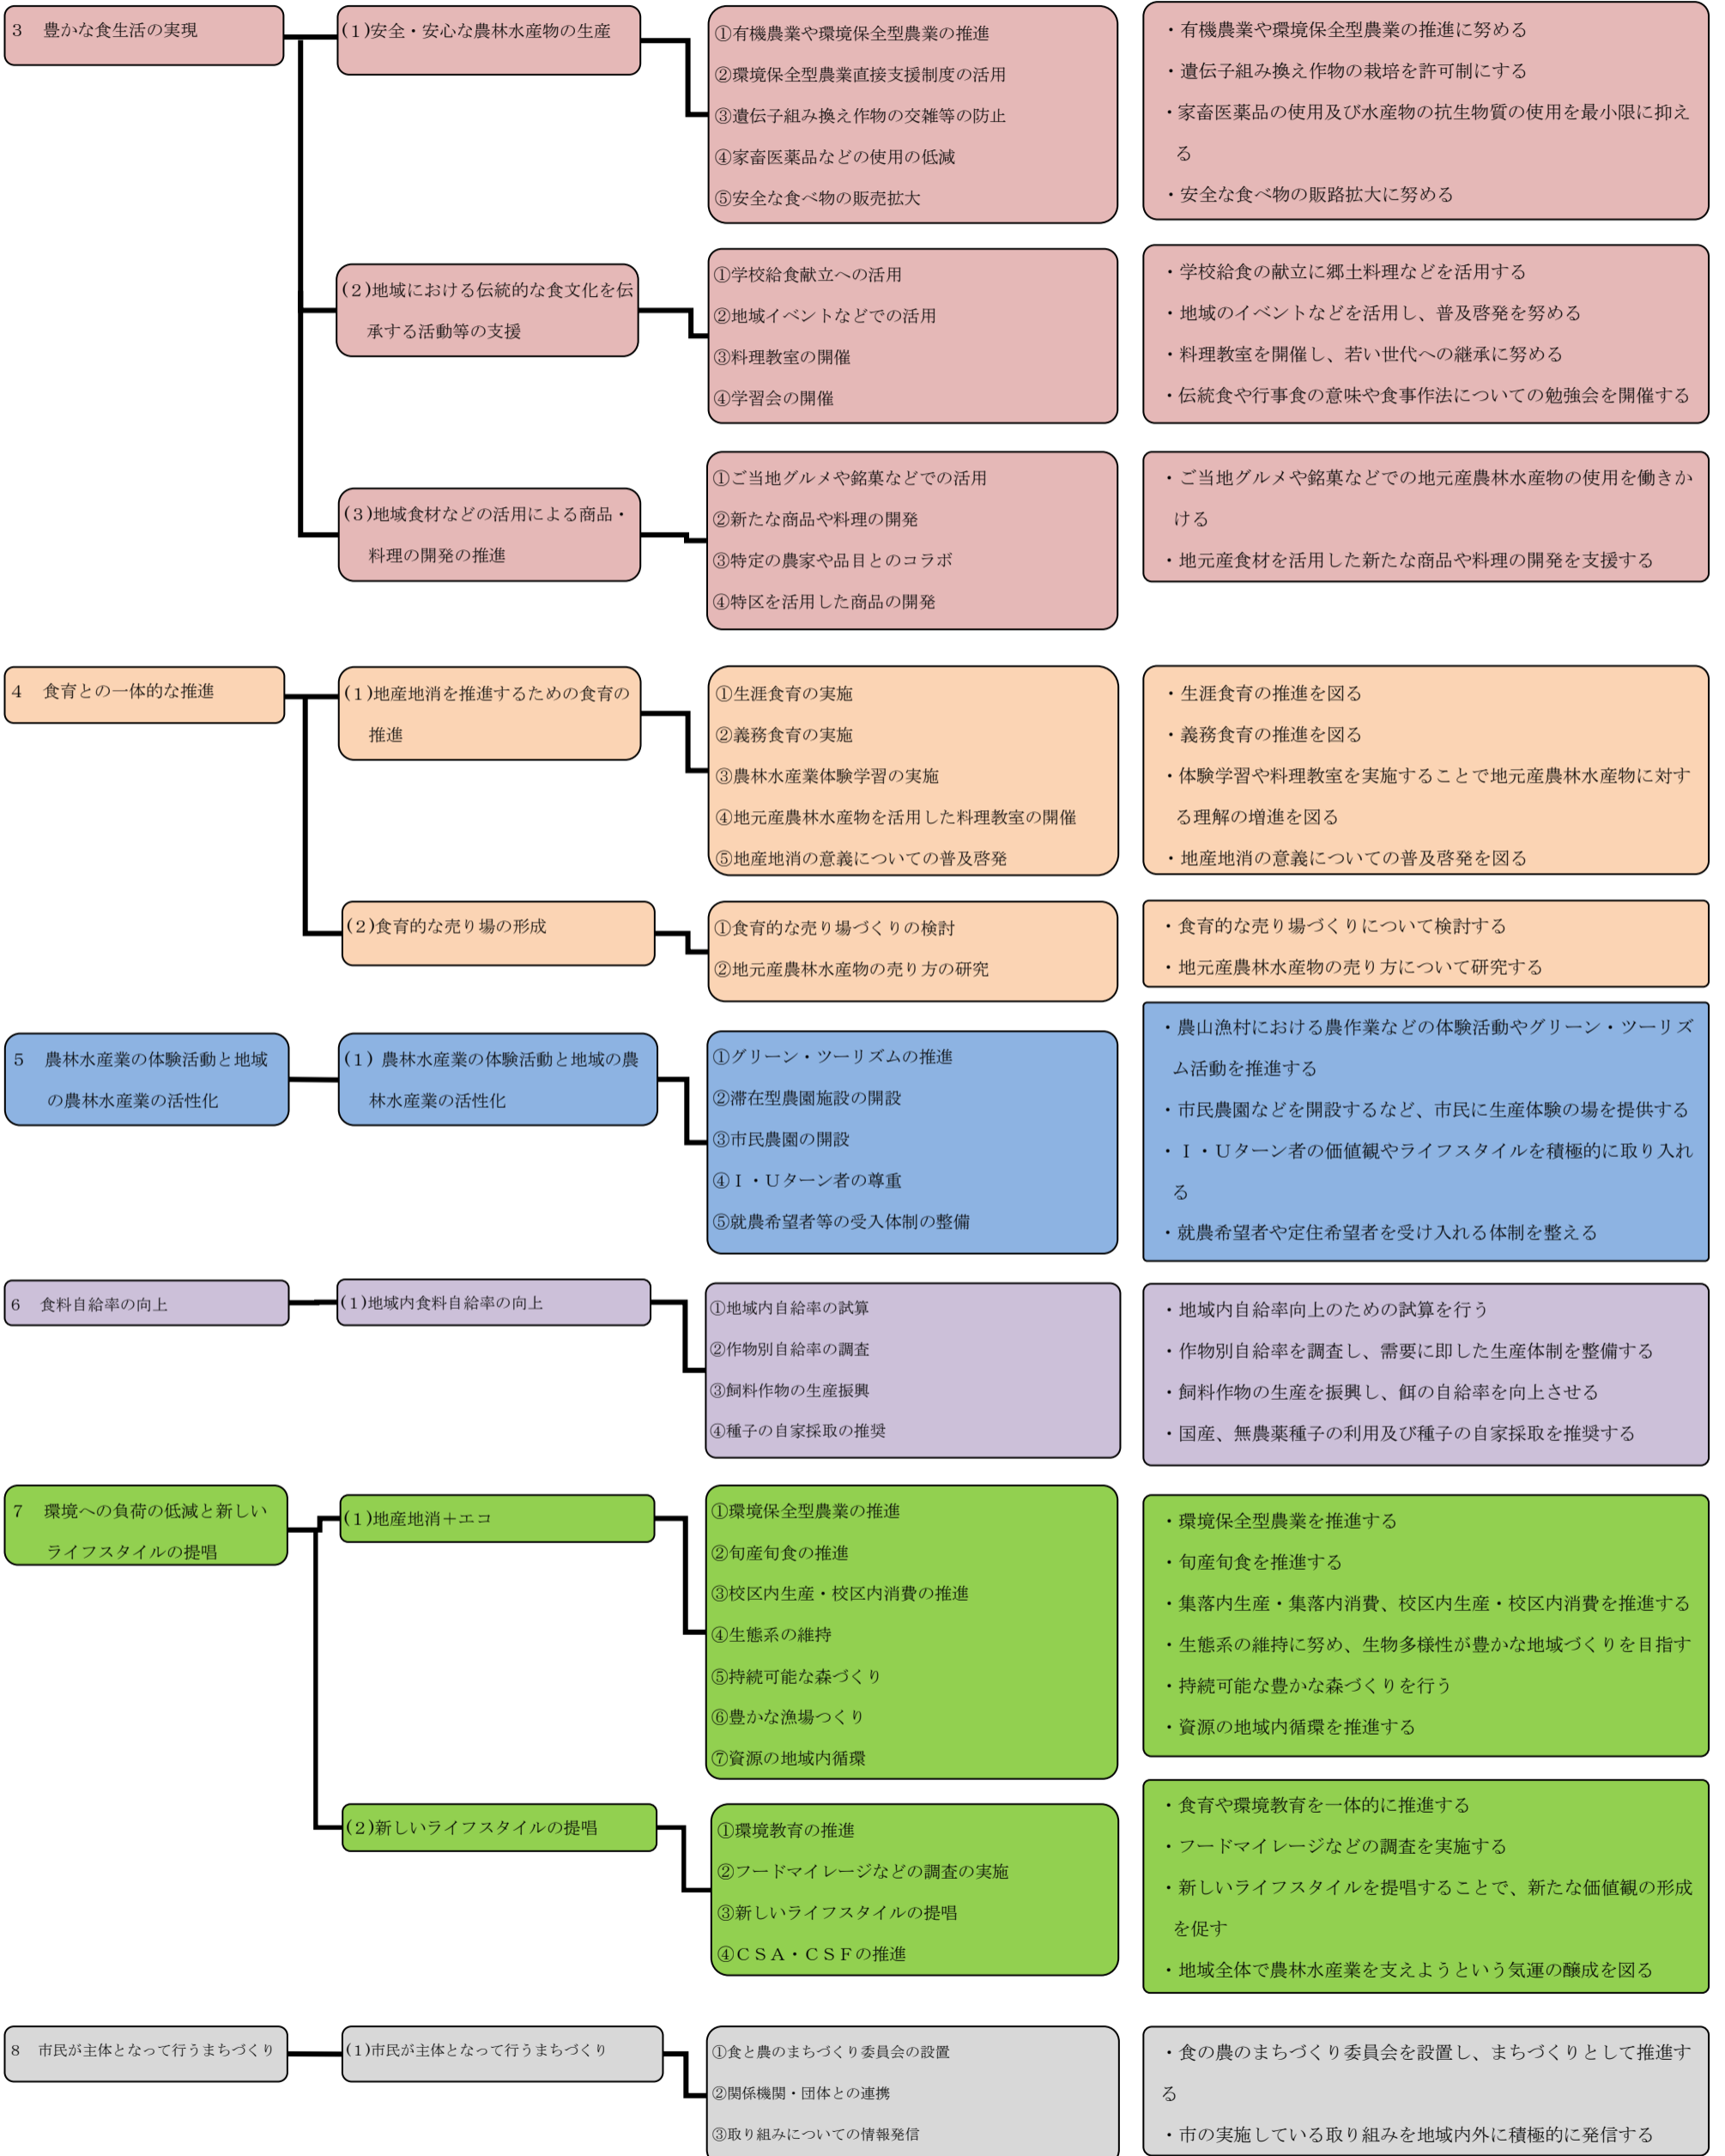 ３　豊かな食生活の実現
(１)安全・安心な農林水産物の生産
①有機農業や環境保全型農業の推進
②環境保全型農業直接支援制度の活用
③遺伝子組み換え作物の交雑等の防止
④家畜医薬品などの使用の低減
⑤安全な食べ物の販売拡大
・有機農業や環境保全型農業の推進に努める
・遺伝子組み換え作物の栽培を許可制にする
・家畜医薬品の使用及び水産物の抗生物質の使用を最小限に抑え
る
・安全な食べ物の販路拡大に努める
(２)地域における伝統的な食文化を伝
承する活動等の支援
①学校給食献立への活用
②地域イベントなどでの活用
③料理教室の開催
④学習会の開催
・学校給食の献立に郷土料理などを活用する
・地域のイベントなどを活用し、普及啓発を努める
・料理教室を開催し、若い世代への継承に努める
・伝統食や行事食の意味や食事作法についての勉強会を開催する
(３)地域食材などの活用による商品・
料理の開発の推進
①ご当地グルメや銘菓などでの活用
②新たな商品や料理の開発
③特定の農家や品目とのコラボ
④特区を活用した商品の開発
・ご当地グルメや銘菓などでの地元産農林水産物の使用を働きか
ける
・地元産食材を活用した新たな商品や料理の開発を支援する
４　食育との一体的な推進
(１)地産地消を推進するための食育の
推進
①生涯食育の実施
②義務食育の実施
③農林水産業体験学習の実施
④地元産農林水産物を活用した料理教室の開催
⑤地産地消の意義についての普及啓発
・生涯食育の推進を図る
・義務食育の推進を図る
・体験学習や料理教室を実施することで地元産農林水産物に対す
る理解の増進を図る
・地産地消の意義についての普及啓発を図る
(２)食育的な売り場の形成
①食育的な売り場づくりの検討
②地元産農林水産物の売り方の研究
・食育的な売り場づくりについて検討する
・地元産農林水産物の売り方について研究する
５　農林水産業の体験活動と地域
の農林水産業の活性化
(１) 農林水産業の体験活動と地域の農
林水産業の活性化
①グリーン・ツーリズムの推進
②滞在型農園施設の開設
③市民農園の開設
④Ｉ・Ｕターン者の尊重
⑤就農希望者等の受入体制の整備
・農山漁村における農作業などの体験活動やグリーン・ツーリズ
ム活動を推進する
・市民農園などを開設するなど、市民に生産体験の場を提供する
・Ｉ・Ｕターン者の価値観やライフスタイルを積極的に取り入れ
る
・就農希望者や定住希望者を受け入れる体制を整える
６　食料自給率の向上
(１)地域内食料自給率の向上
①地域内自給率の試算
②作物別自給率の調査
③飼料作物の生産振興
④種子の自家採取の推奨
・地域内自給率向上のための試算を行う
・作物別自給率を調査し、需要に即した生産体制を整備する
・飼料作物の生産を振興し、餌の自給率を向上させる
・国産、無農薬種子の利用及び種子の自家採取を推奨する
７　環境への負荷の低減と新しい
ライフスタイルの提唱
(１)地産地消＋エコ
①環境保全型農業の推進
②旬産旬食の推進
③校区内生産・校区内消費の推進
④生態系の維持
⑤持続可能な森づくり
⑥豊かな漁場つくり
⑦資源の地域内循環
・環境保全型農業を推進する
・旬産旬食を推進する
・集落内生産・集落内消費、校区内生産・校区内消費を推進する
・生態系の維持に努め、生物多様性が豊かな地域づくりを目指す
・持続可能な豊かな森づくりを行う
・資源の地域内循環を推進する
(２)新しいライフスタイルの提唱
①環境教育の推進
②フードマイレージなどの調査の実施
③新しいライフスタイルの提唱
④ＣＳＡ・ＣＳＦの推進
・食育や環境教育を一体的に推進する
・フードマイレージなどの調査を実施する
・新しいライフスタイルを提唱することで、新たな価値観の形成
を促す
・地域全体で農林水産業を支えようという気運の醸成を図る
８　市民が主体となって行うまちづくり
(１)市民が主体となって行うまちづくり
①食と農のまちづくり委員会の設置
②関係機関・団体との連携
③取り組みについての情報発信
・食の農のまちづくり委員会を設置し、まちづくりとして推進す
る
・市の実施している取り組みを地域内外に積極的に発信する